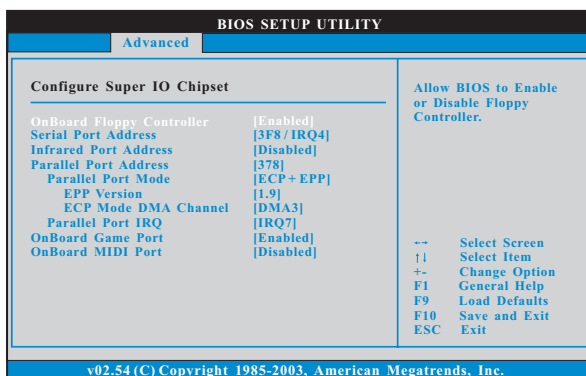 BIOS SETUP UTILITY
Advanced
Configure Super IO Chipset
OnBoard Floppy Controller [Enabled]
Serial Port Address [3F8 / IRQ4]
Infrared Port Address [Disabled]
Parallel Port Address [378]
Parallel Port Mode [ECP + EPP]
EPP Version [1.9]
ECP Mode DMA Channel [DMA3]
Parallel Port IRQ [IRQ7]
OnBoard Game Port [Enabled]
OnBoard MIDI Port [Disabled]
Allow BIOS to Enable
or Disable Floppy
Controller.
←→ Select Screen
↑↓ Select Item
+- Change Option
F1 General Help
F9 Load Defaults
F10 Save and Exit
ESC Exit
v02.54 (C) Copyright 1985-2003, American Megatrends, Inc.